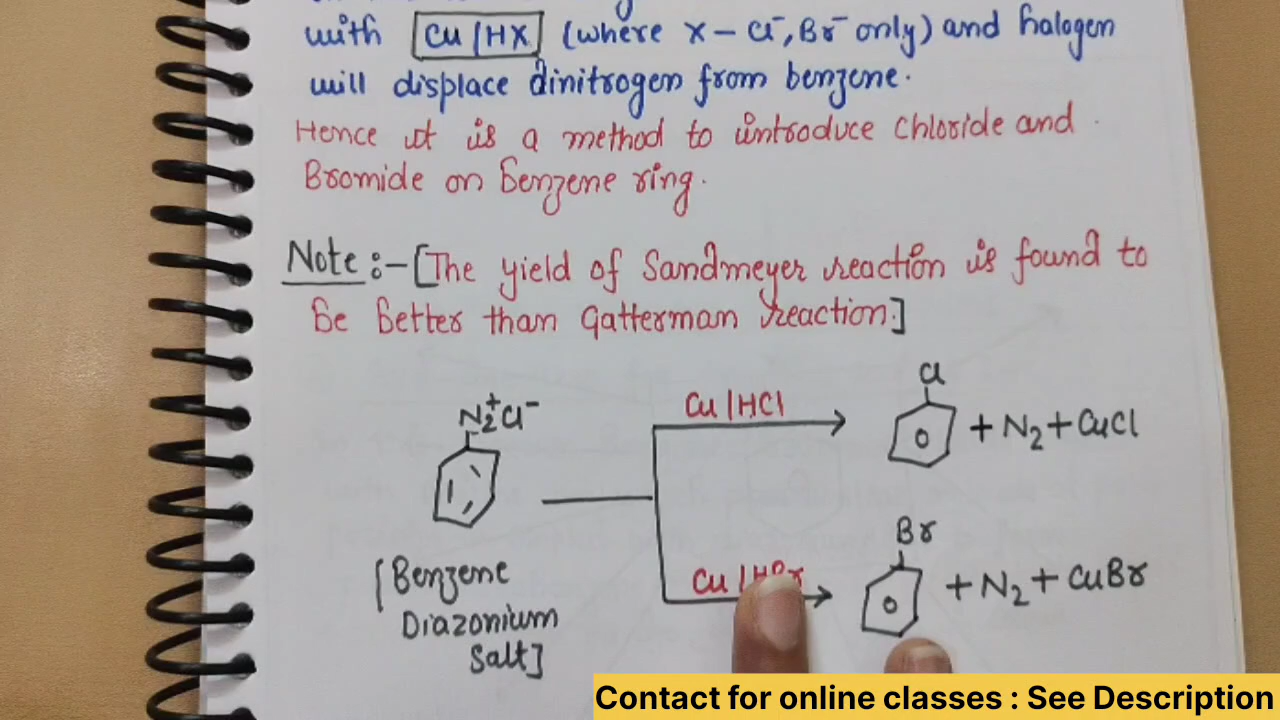 with Cu/HX (where X - Cl⁻, Br⁻ only) and halogen
will displace dinitrogen from benzene.
Hence it is a method to introduce Chloride and
Bromide on benzene ring.
Note :- [The yield of Sandmeyer reaction is found to
be better than Gatterman reaction.]
N₂⁺Cl⁻
Cu/HCl
Cl
+ N₂ + CuCl
[Benzene
Diazonium
Salt]
Cu/HBr
Br
+ N₂ + CuBr
Contact for online classes : See Description